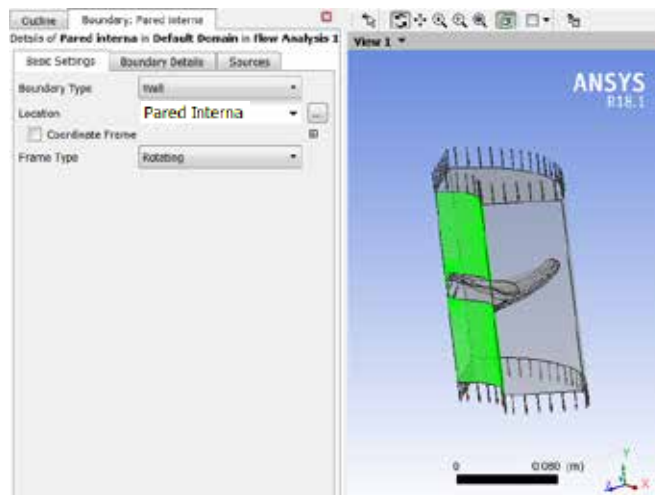 Outline Boundary: Pared interna
Details of Pared interna in Default Domain in Flow Analysis 1
Basic Settings Boundary Details Sources
Boundary Type Wall
Location Pared Interna ...
Coordinate Frame
Frame Type Rotating
View 1
ANSYS
R18.1
0 0.080 (m)
Y
Z X